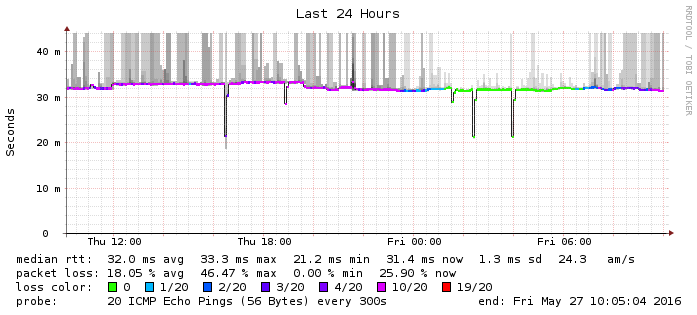 Last 24 Hours
RRDTOOL / TOBI OETIKER
Seconds
40 m
30 m
20 m
10 m
0
Thu 12:00 Thu 18:00 Fri 00:00 Fri 06:00
median rtt: 32.0 ms avg 33.3 ms max 21.2 ms min 31.4 ms now 1.3 ms sd 24.3 am/s
packet loss: 18.05 % avg 46.47 % max 0.00 % min 25.90 % now
loss color: 0 1/20 2/20 3/20 4/20 10/20 19/20
probe: 20 ICMP Echo Pings (56 Bytes) every 300s end: Fri May 27 10:05:04 2016